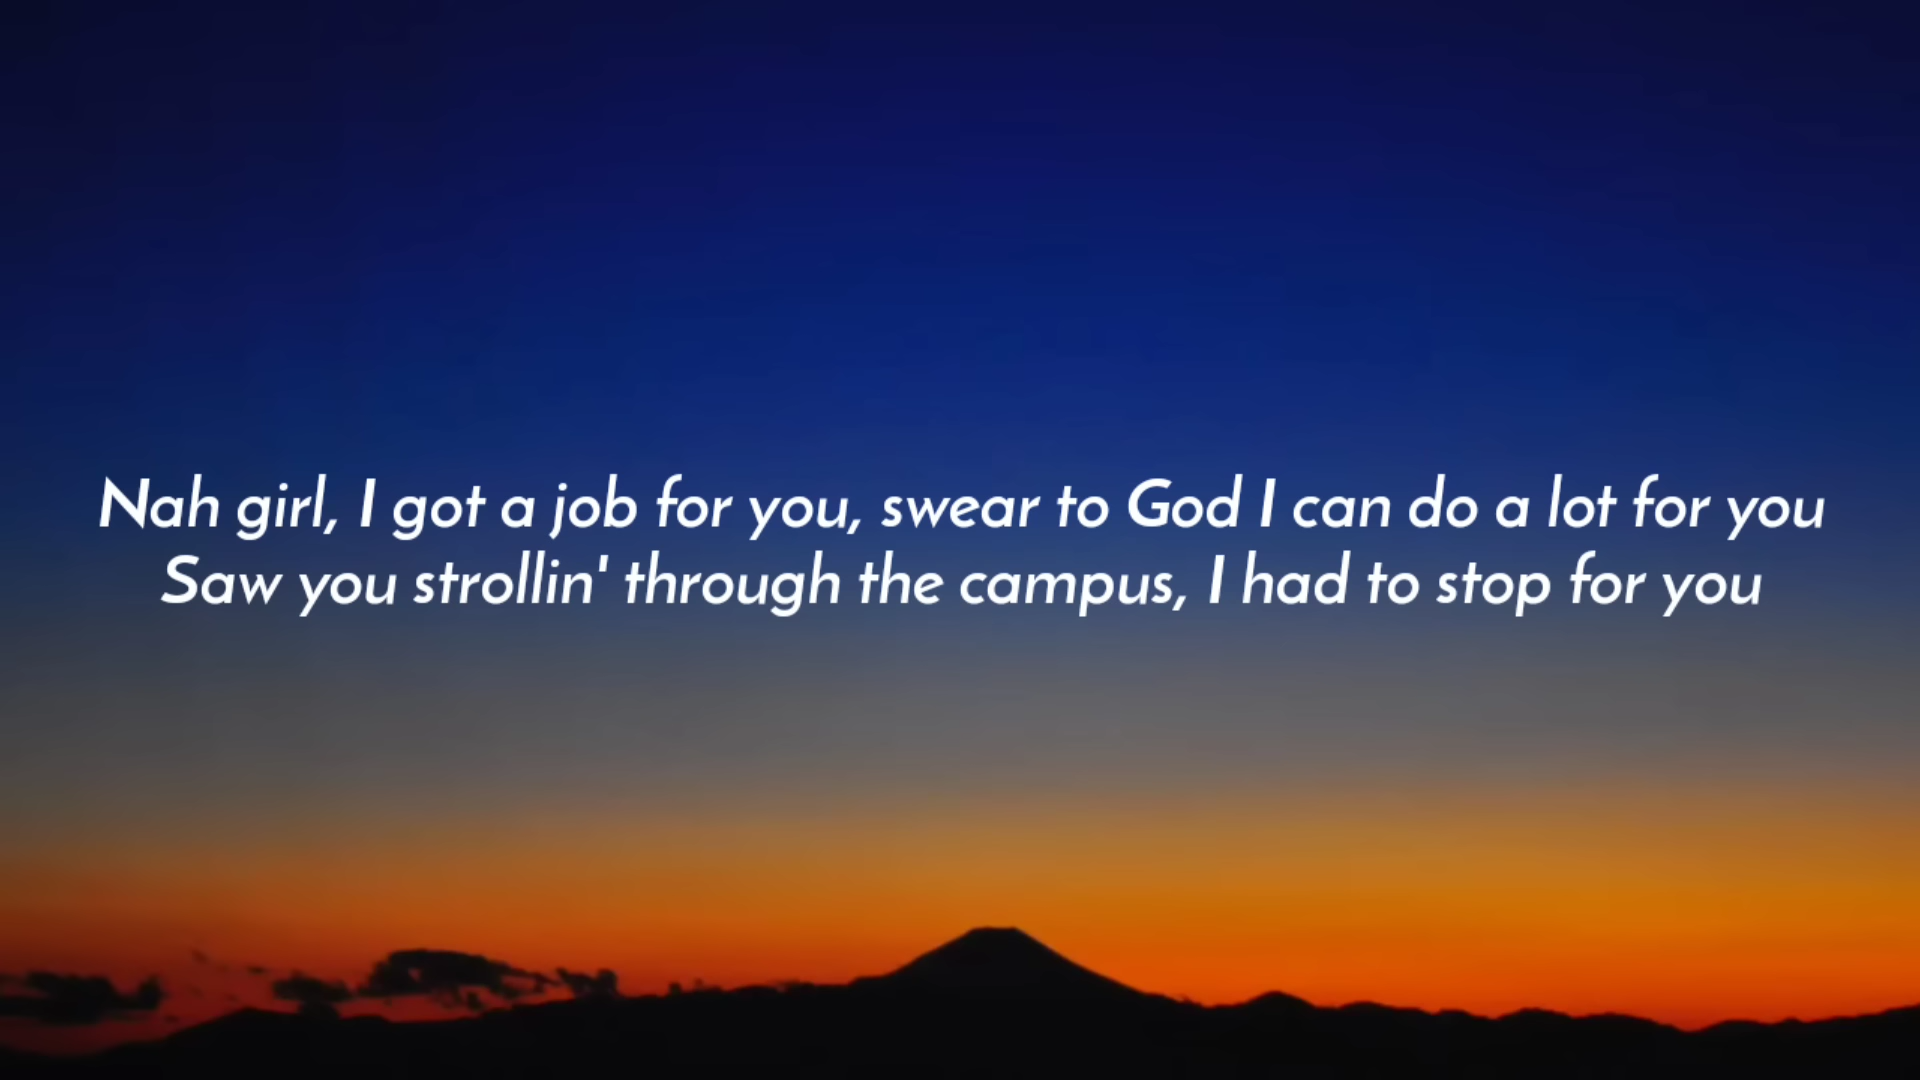 Nah girl, I got a job for you, swear to God I can do a lot for you
Saw you strollin' through the campus, I had to stop for you